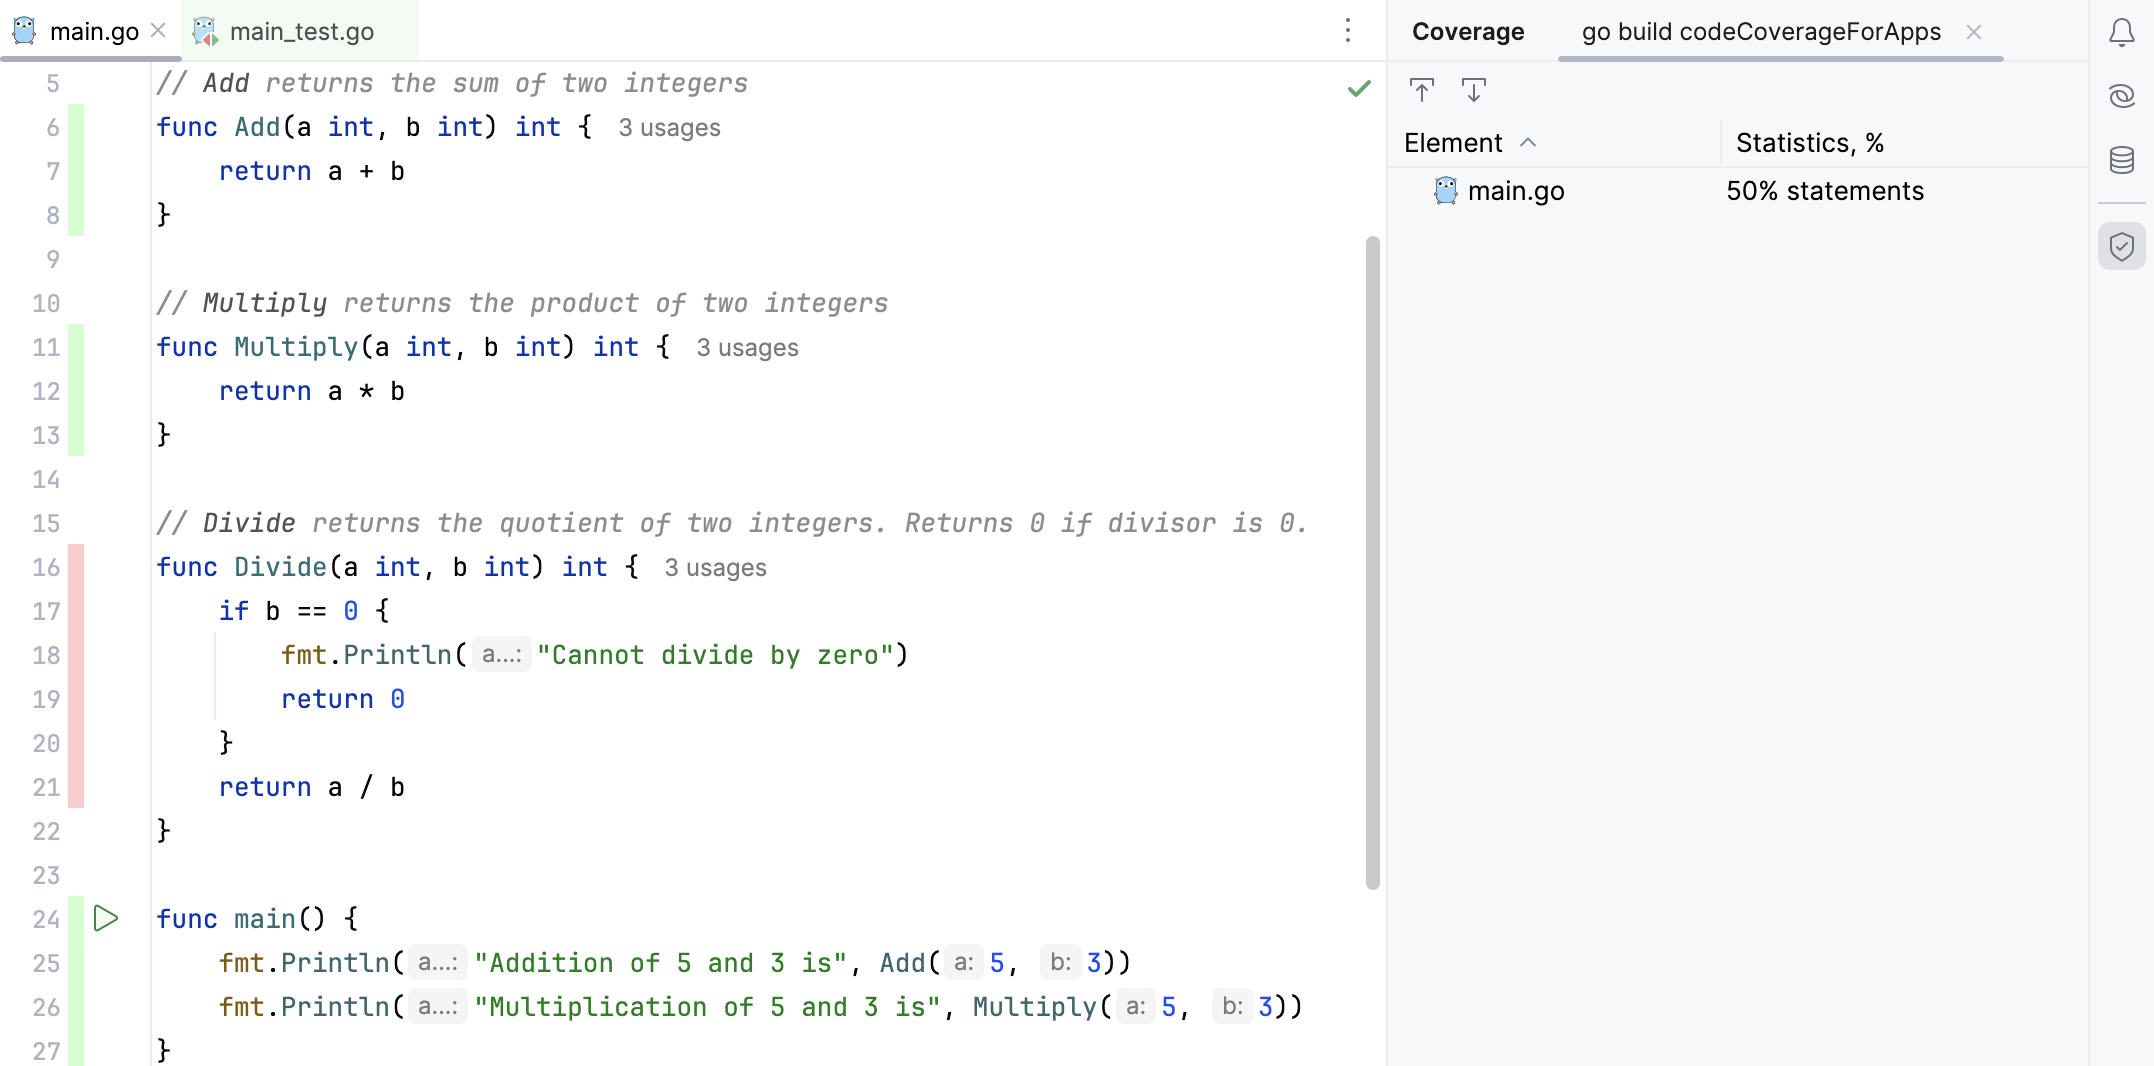 main.go
main_test.go
5 // Add returns the sum of two integers
6 func Add(a int, b int) int { 3 usages
7 return a + b
8 }
9
10 // Multiply returns the product of two integers
11 func Multiply(a int, b int) int { 3 usages
12 return a * b
13 }
14
15 // Divide returns the quotient of two integers. Returns 0 if divisor is 0.
16 func Divide(a int, b int) int { 3 usages
17 if b == 0 {
18 fmt.Println( a...: "Cannot divide by zero")
19 return 0
20 }
21 return a / b
22 }
23
24 func main() {
25 fmt.Println( a...: "Addition of 5 and 3 is", Add( a: 5, b: 3))
26 fmt.Println( a...: "Multiplication of 5 and 3 is", Multiply( a: 5, b: 3))
27 }
Coverage
go build codeCoverageForApps
Element Statistics, %
main.go 50% statements